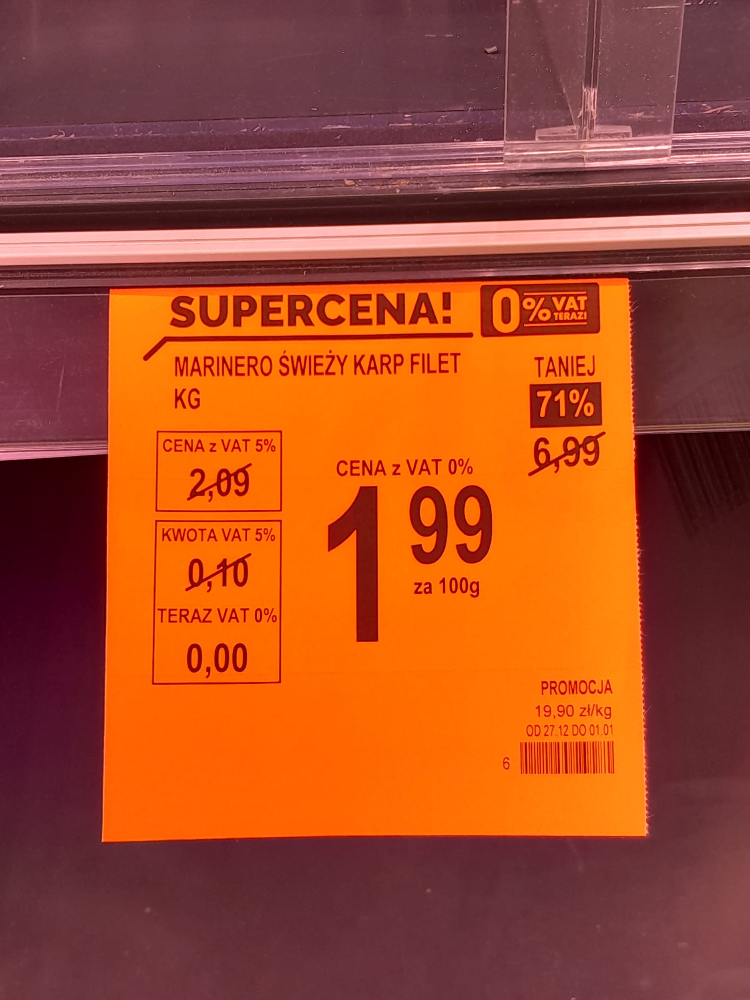 SUPERCENA!
0% VAT
TERAZ!
MARINERO ŚWIEŻY KARP FILET
KG
TANIEJ
71%
6,99
CENA z VAT 5%
2,09
KWOTA VAT 5%
0,10
TERAZ VAT 0%
0,00
CENA z VAT 0%
1 99
za 100g
PROMOCJA
19,90 zł/kg
OD 27.12 DO 01.01
6